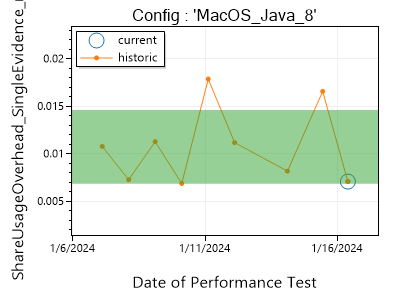 Config : 'MacOS_Java_8'
current
historic
0.02
0.015
0.01
0.005
1/6/2024
1/11/2024
1/16/2024
Date of Performance Test
ShareUsageOverhead_SingleEvidence_